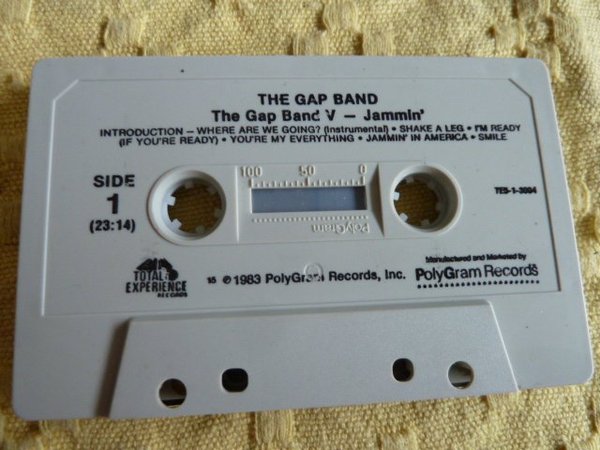 THE GAP BAND
The Gap Band V – Jammin'
INTRODUCTION – WHERE ARE WE GOING? (Instrumental) • SHAKE A LEG • I'M READY
(IF YOU'RE READY) • YOU'RE MY EVERYTHING • JAMMIN' IN AMERICA • SMILE
SIDE
1
(23:14)
100 50 0
PolyGram
TE5-1-3004
TOTAL
EXPERIENCE
RECORDS
15 ℗ 1983 PolyGram Records, Inc.
Manufactured and Marketed by
PolyGram Records